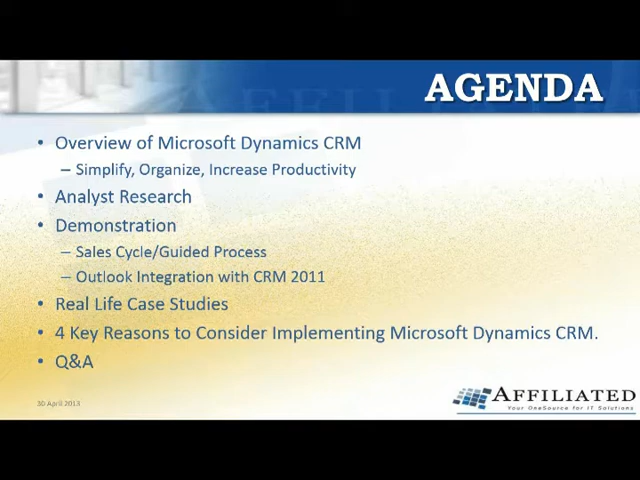 AGENDA
• Overview of Microsoft Dynamics CRM
– Simplify, Organize, Increase Productivity
• Analyst Research
• Demonstration
– Sales Cycle/Guided Process
– Outlook Integration with CRM 2011
• Real Life Case Studies
• 4 Key Reasons to Consider Implementing Microsoft Dynamics CRM.
• Q&A
30 April 2013
AFFILIATED
Your OneSource for IT Solutions